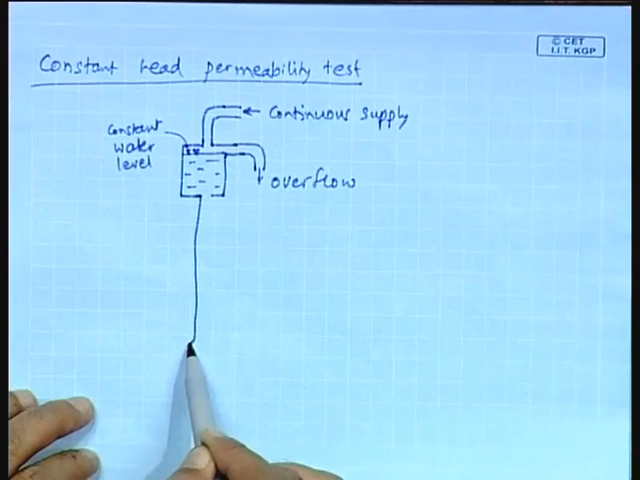 © CET
I.I.T. KGP
Constant head permeability test
Continuous supply
constant
water
level
overflow